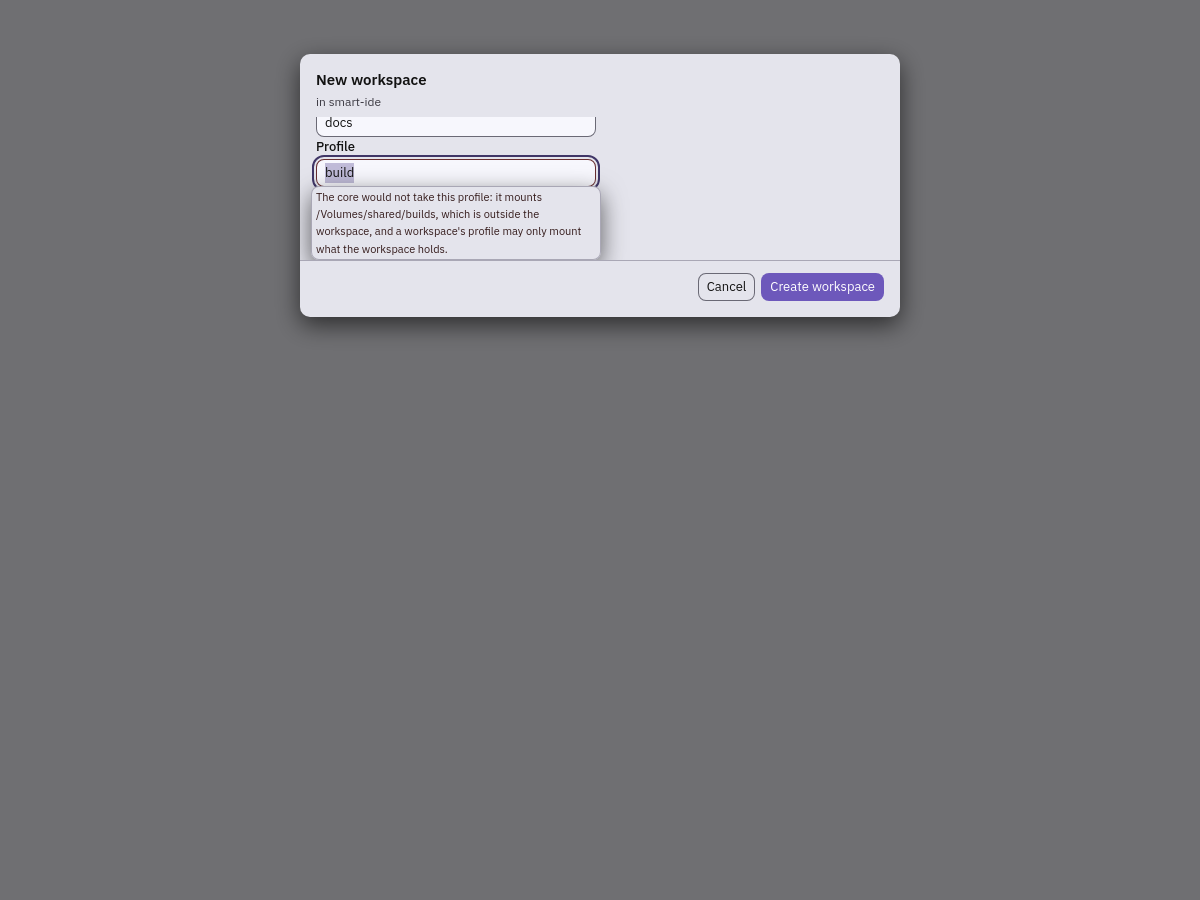 New workspace
in smart-ide
docs
Profile
build
The core would not take this profile: it mounts
/Volumes/shared/builds, which is outside the
workspace, and a workspace's profile may only mount
what the workspace holds.
Cancel
Create workspace